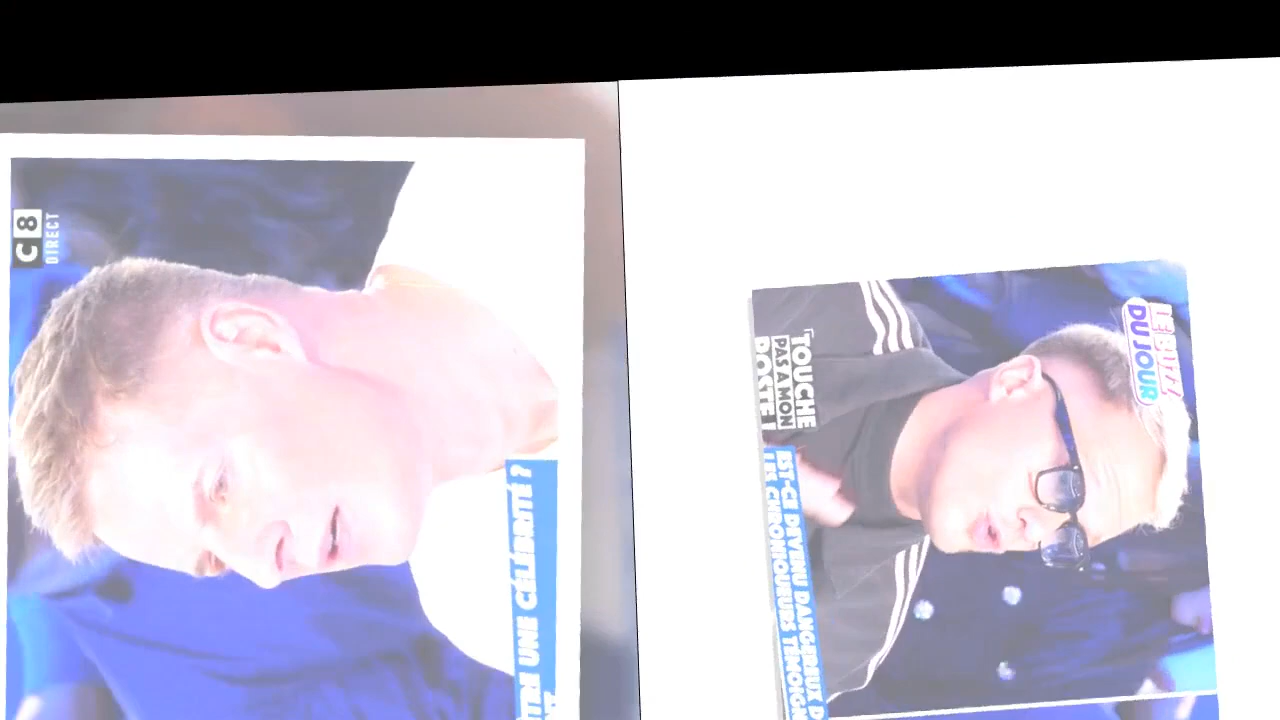 C8
DIRECT
TRE UNE CÉLÉBRITÉ ?
LE BUZZ
DU JOUR
TOUCHE
PAS À MON
POSTE !
EST-CE DEVENU DANGEREUX D
LES CHRONIQUEURS TÉMOIGN